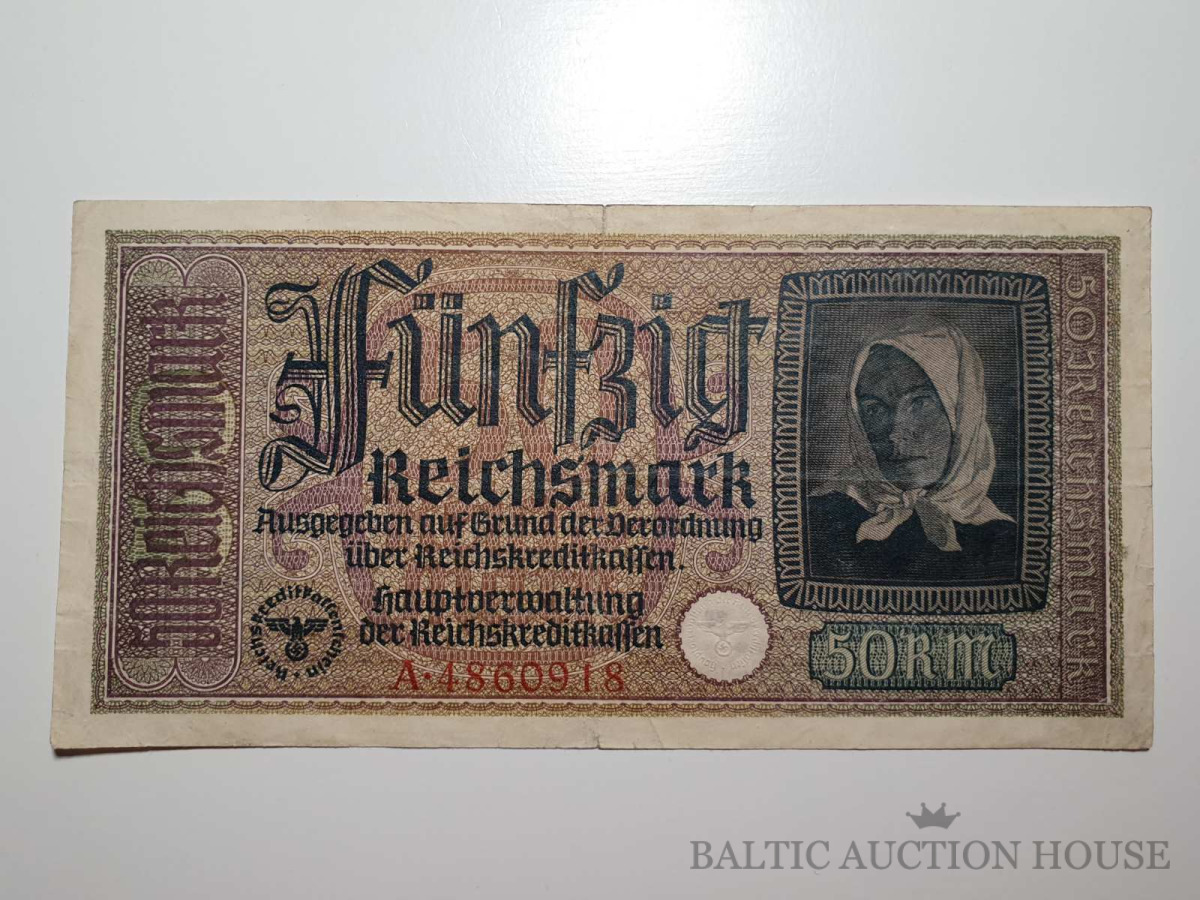 50 REICHSMARK
Fünfzig
Reichsmark
Ausgegeben auf Grund der Verordnung
über Reichskreditkassen.
Hauptverwaltung
der Reichskreditkassen
Reichskreditkassenschein
A·4860918
50 Reichsmark
50 RM
BALTIC AUCTION HOUSE